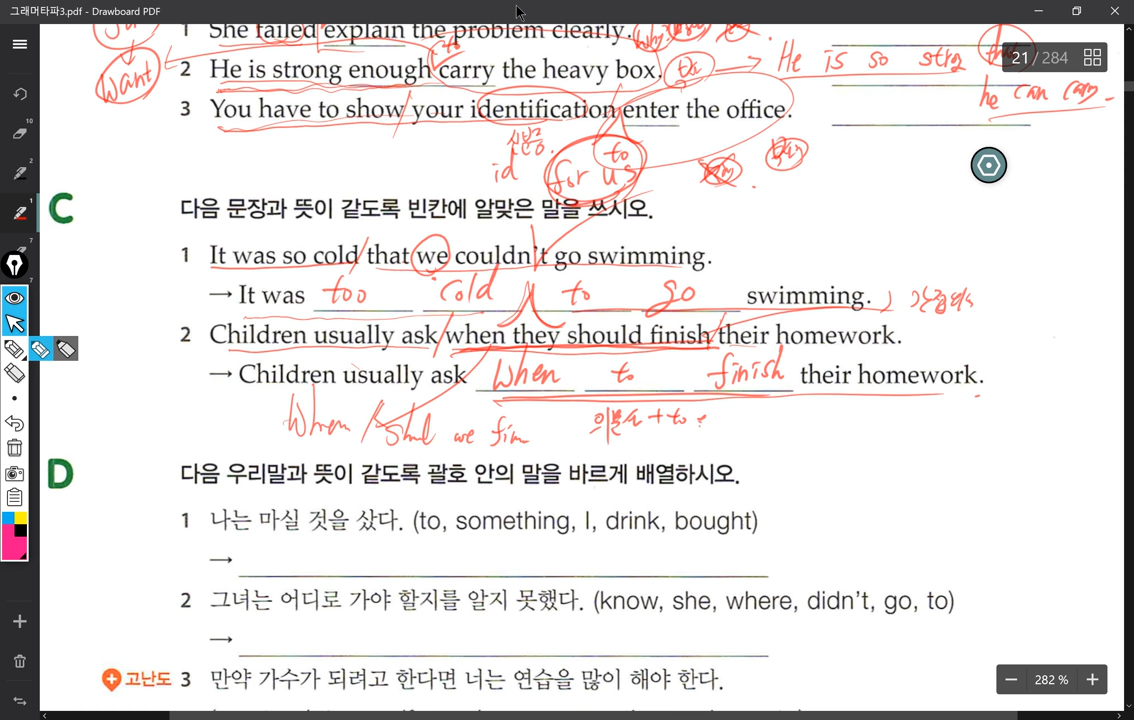 그래머타파3.pdf - Drawboard PDF
1 She failed explain the problem clearly.
want
2 He is strong enough carry the heavy box.
to
He is so
21 / 284
he can
3 You have to show your identification enter the office.
to
id
for us
C 다음 문장과 뜻이 같도록 빈칸에 알맞은 말을 쓰시오.
1 It was so cold that we couldn't go swimming.
→ It was too cold to go swimming.
2 Children usually ask when they should finish their homework.
→ Children usually ask when to finish their homework.
When we
의문사 + to
D 다음 우리말과 뜻이 같도록 괄호 안의 말을 바르게 배열하시오.
1 나는 마실 것을 샀다. (to, something, I, drink, bought)
→
2 그녀는 어디로 가야 할지를 알지 못했다. (know, she, where, didn't, go, to)
→
고난도 3 만약 가수가 되려고 한다면 너는 연습을 많이 해야 한다.
282 %
10
2
1
7
7